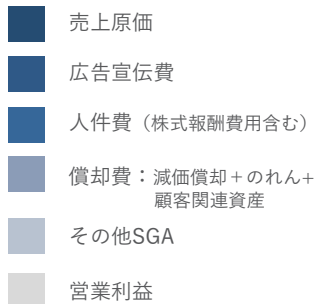 売上原価
広告宣伝費
人件費（株式報酬費用含む）
償却費：減価償却＋のれん+
顧客関連資産
その他SGA
営業利益